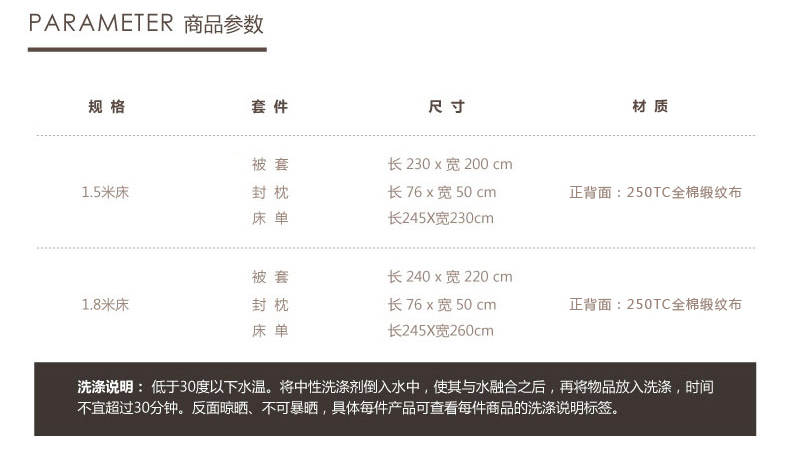 PARAMETER 商品参数
规 格 套 件 尺 寸 材 质
被 套 长 230 x 宽 200 cm
1.5米床 封 枕 长 76 x 宽 50 cm 正背面：250TC全棉缎纹布
床 单 长245X宽230cm
被 套 长 240 x 宽 220 cm
1.8米床 封 枕 长 76 x 宽 50 cm 正背面：250TC全棉缎纹布
床 单 长245X宽260cm
洗涤说明： 低于30度以下水温。将中性洗涤剂倒入水中，使其与水融合之后，再将物品放入洗涤，时间
不宜超过30分钟。反面晾晒、不可暴晒，具体每件产品可查看每件商品的洗涤说明标签。